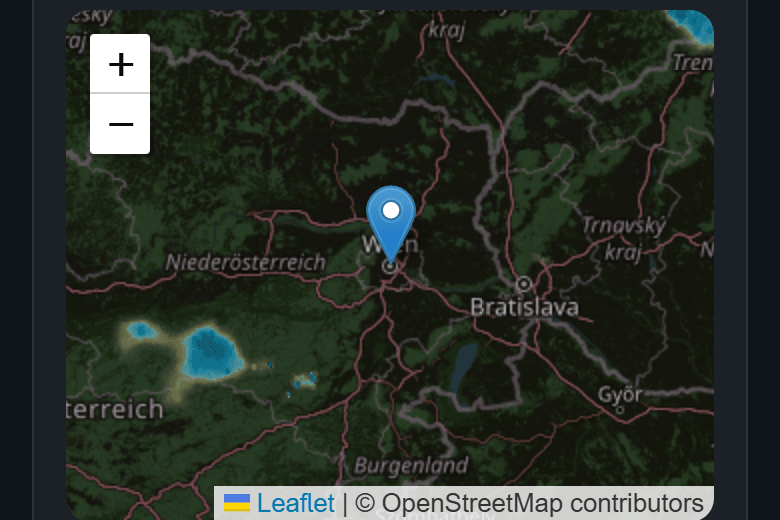 kraj
+
Tren
−
Trnavský
kraj
Wien
Niederösterreich
Bratislava
Győr
terreich
Burgenland
Leaflet | © OpenStreetMap contributors